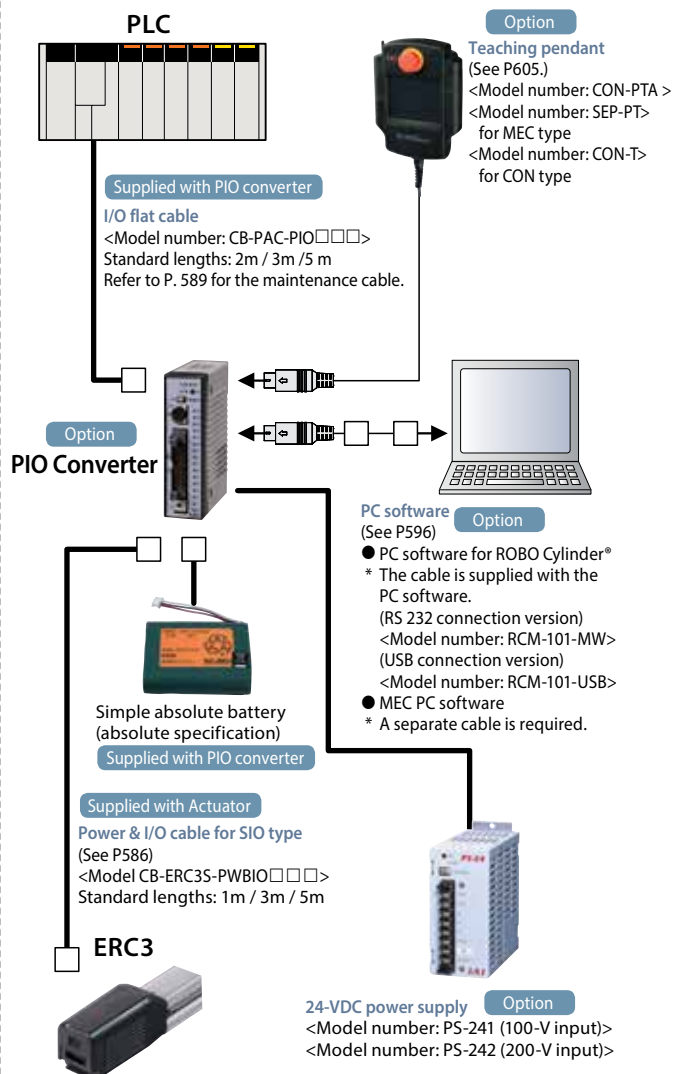 PLC
Option
Teaching pendant
(See P605.)
<Model number: CON-PTA >
<Model number: SEP-PT>
for MEC type
<Model number: CON-T>
for CON type
Supplied with PIO converter
I/O flat cable
<Model number: CB-PAC-PIO□□□>
Standard lengths: 2m / 3m /5 m
Refer to P. 589 for the maintenance cable.
Option
PIO Converter
PC software
Option
(See P596)
● PC software for ROBO Cylinder®
* The cable is supplied with the
PC software.
(RS 232 connection version)
<Model number: RCM-101-MW>
(USB connection version)
<Model number: RCM-101-USB>
● MEC PC software
* A separate cable is required.
Simple absolute battery
(absolute specification)
Supplied with PIO converter
Supplied with Actuator
Power & I/O cable for SIO type
(See P586)
<Model CB-ERC3S-PWBIO□□□>
Standard lengths: 1m / 3m / 5m
ERC3
PS-24
24-VDC power supply
Option
<Model number: PS-241 (100-V input)>
<Model number: PS-242 (200-V input)>